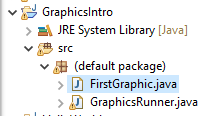 GraphicsIntro
JRE System Library [Java]
src
(default package)
FirstGraphic.java
GraphicsRunner.java